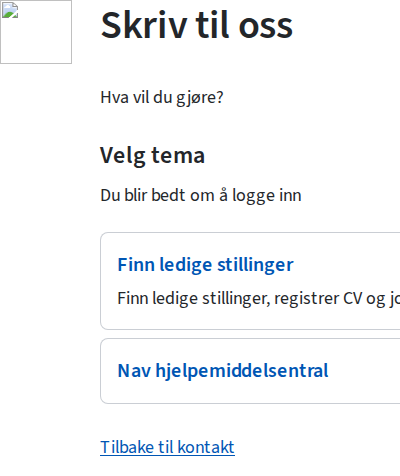 Skriv til oss
Hva vil du gjøre?
Velg tema
Du blir bedt om å logge inn
Finn ledige stillinger
Finn ledige stillinger, registrer CV og
Nav hjelpemiddelsentral
Tilbake til kontakt